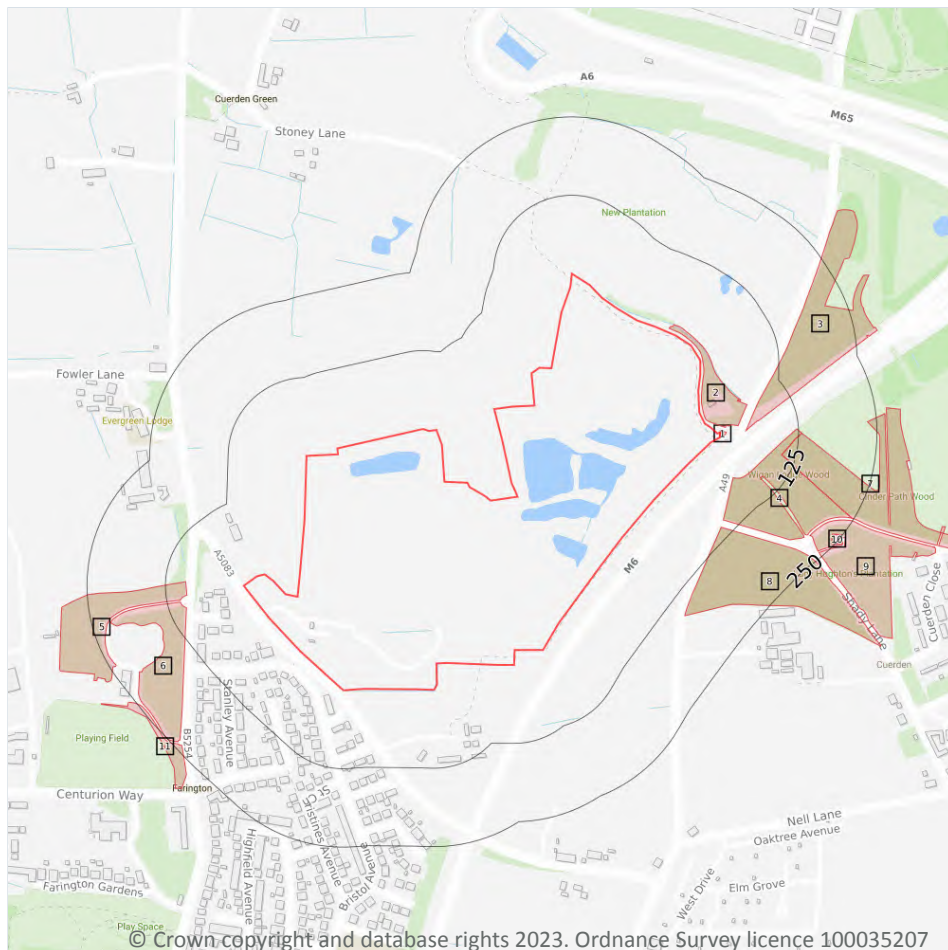 A6
M65
Cuerden Green
Stoney Lane
New Plantation
3
Fowler Lane
2
Evergreen Lodge
1
125
Wigan Wood
A49
4
7
Cinder Path Wood
10
A5083
M6
250
9
8
Houghton's Plantation
Cuerden Close
Shady Lane
5
6
Cuerden
Stanley Avenue
B5254
Playing Field
11
Farington
Centurion Way
St Cristines Avenue
Nell Lane
Oaktree Avenue
Highfield Avenue
Bristol Avenue
West Drive
Elm Grove
Farington Gardens
Play Space
© Crown copyright and database rights 2023. Ordnance Survey licence 100035207